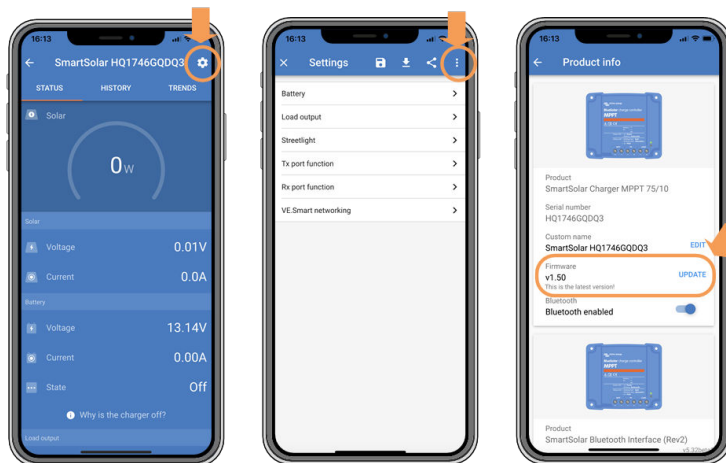 16:13
SmartSolar HQ1746GQDQ3
STATUS
HISTORY
TRENDS
Solar
0W
Solar
Voltage
0.01V
Current
0.0A
Battery
Voltage
13.14V
Current
0.00A
State
Off
Why is the charger off?
Load output
16:13
Settings
Battery
Load output
Streetlight
Tx port function
Rx port function
VE.Smart networking
16:13
Product info
MPPT
Product
SmartSolar Charger MPPT 75/10
Serial number
HQ1746GQDQ3
Custom name
SmartSolar HQ1746GQDQ3
EDIT
Firmware
v1.50
UPDATE
This is the latest version!
Bluetooth
Bluetooth enabled
MPPT
Product
SmartSolar Bluetooth Interface (Rev2)